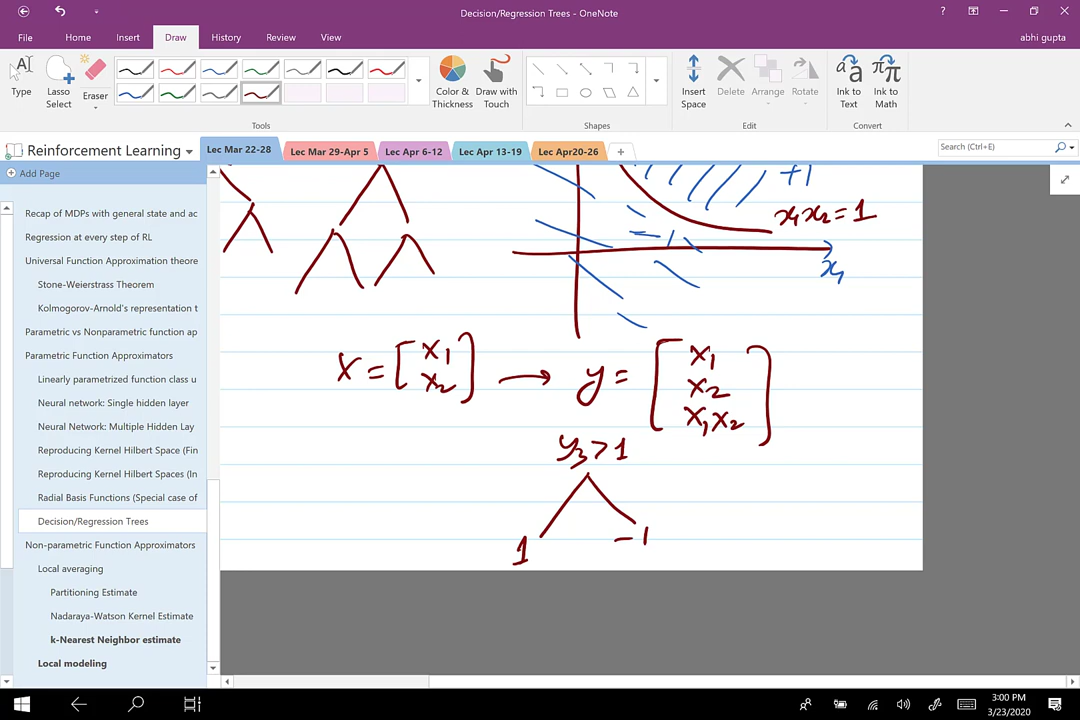 Decision/Regression Trees - OneNote
?
File Home Insert Draw History Review View abhi gupta
Type
Lasso Select
Eraser
Color & Thickness
Draw with Touch
Insert Space
Delete
Arrange
Rotate
Ink to Text
Ink to Math
Tools
Shapes
Edit
Convert
Reinforcement Learning
Lec Mar 22-28
Lec Mar 29-Apr 5
Lec Apr 6-12
Lec Apr 13-19
Lec Apr20-26
Search (Ctrl+E)
Add Page
Recap of MDPs with general state and ac
Regression at every step of RL
Universal Function Approximation theore
Stone-Weierstrass Theorem
Kolmogorov-Arnold's representation t
Parametric vs Nonparametric function ap
Parametric Function Approximators
Linearly parametrized function class u
Neural network: Single hidden layer
Neural Network: Multiple Hidden Lay
Reproducing Kernel Hilbert Space (Fin
Reproducing Kernel Hilbert Spaces (In
Radial Basis Functions (Special case of
Decision/Regression Trees
Non-parametric Function Approximators
Local averaging
Partitioning Estimate
Nadaraya-Watson Kernel Estimate
k-Nearest Neighbor estimate
Local modeling
+1
x1x2 = 1
-1
x1
x = [x1 x2] → y = [x1 x2 x1x2]
y3 > 1
1 -1
3:00 PM
3/23/2020